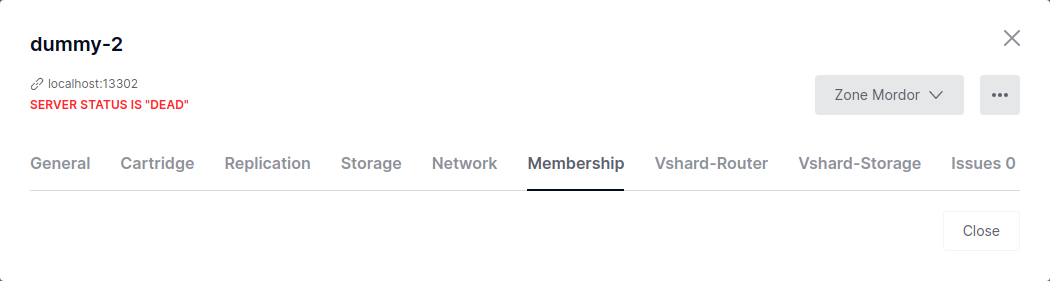 dummy-2
localhost:13302
SERVER STATUS IS "DEAD"
Zone Mordor
General Cartridge Replication Storage Network Membership Vshard-Router Vshard-Storage Issues 0
Close